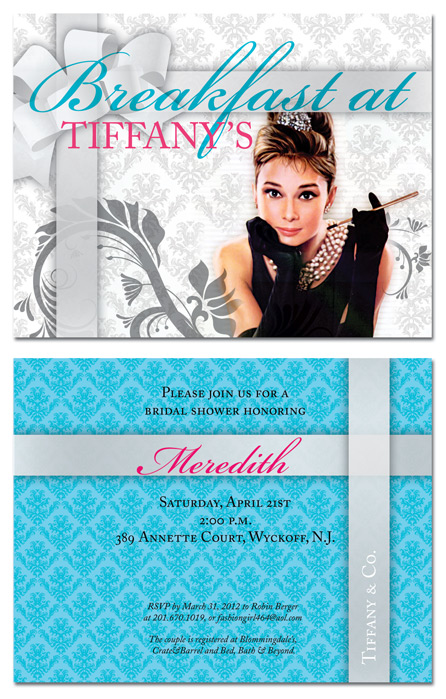 Breakfast at
TIFFANY'S
PLEASE JOIN US FOR A
BRIDAL SHOWER HONORING
Meredith
SATURDAY, APRIL 21ST
2:00 P.M.
389 ANNETTE COURT, WYCKOFF, N.J.
RSVP by March 31, 2012 to Robin Berger
at 201.670.1019, or fashiongirl464@aol.com
The couple is registered at Blommingdale's,
Crate&Barrel and Bed, Bath & Beyond.
TIFFANY & CO.